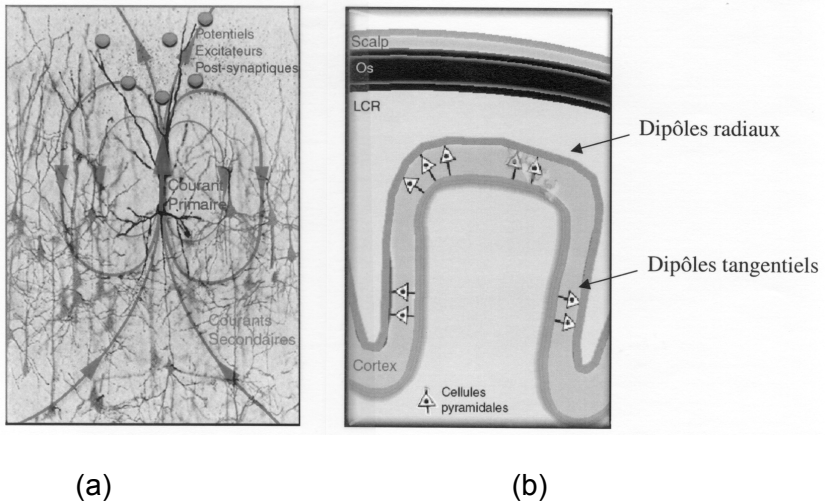 Potentiels
Excitateurs
Post-synaptiques
Courant
Primaire
Courants
Secondaires
Scalp
Os
LCR
Dipôles radiaux
Dipôles tangentiels
Cortex
Cellules
pyramidales
(a)
(b)